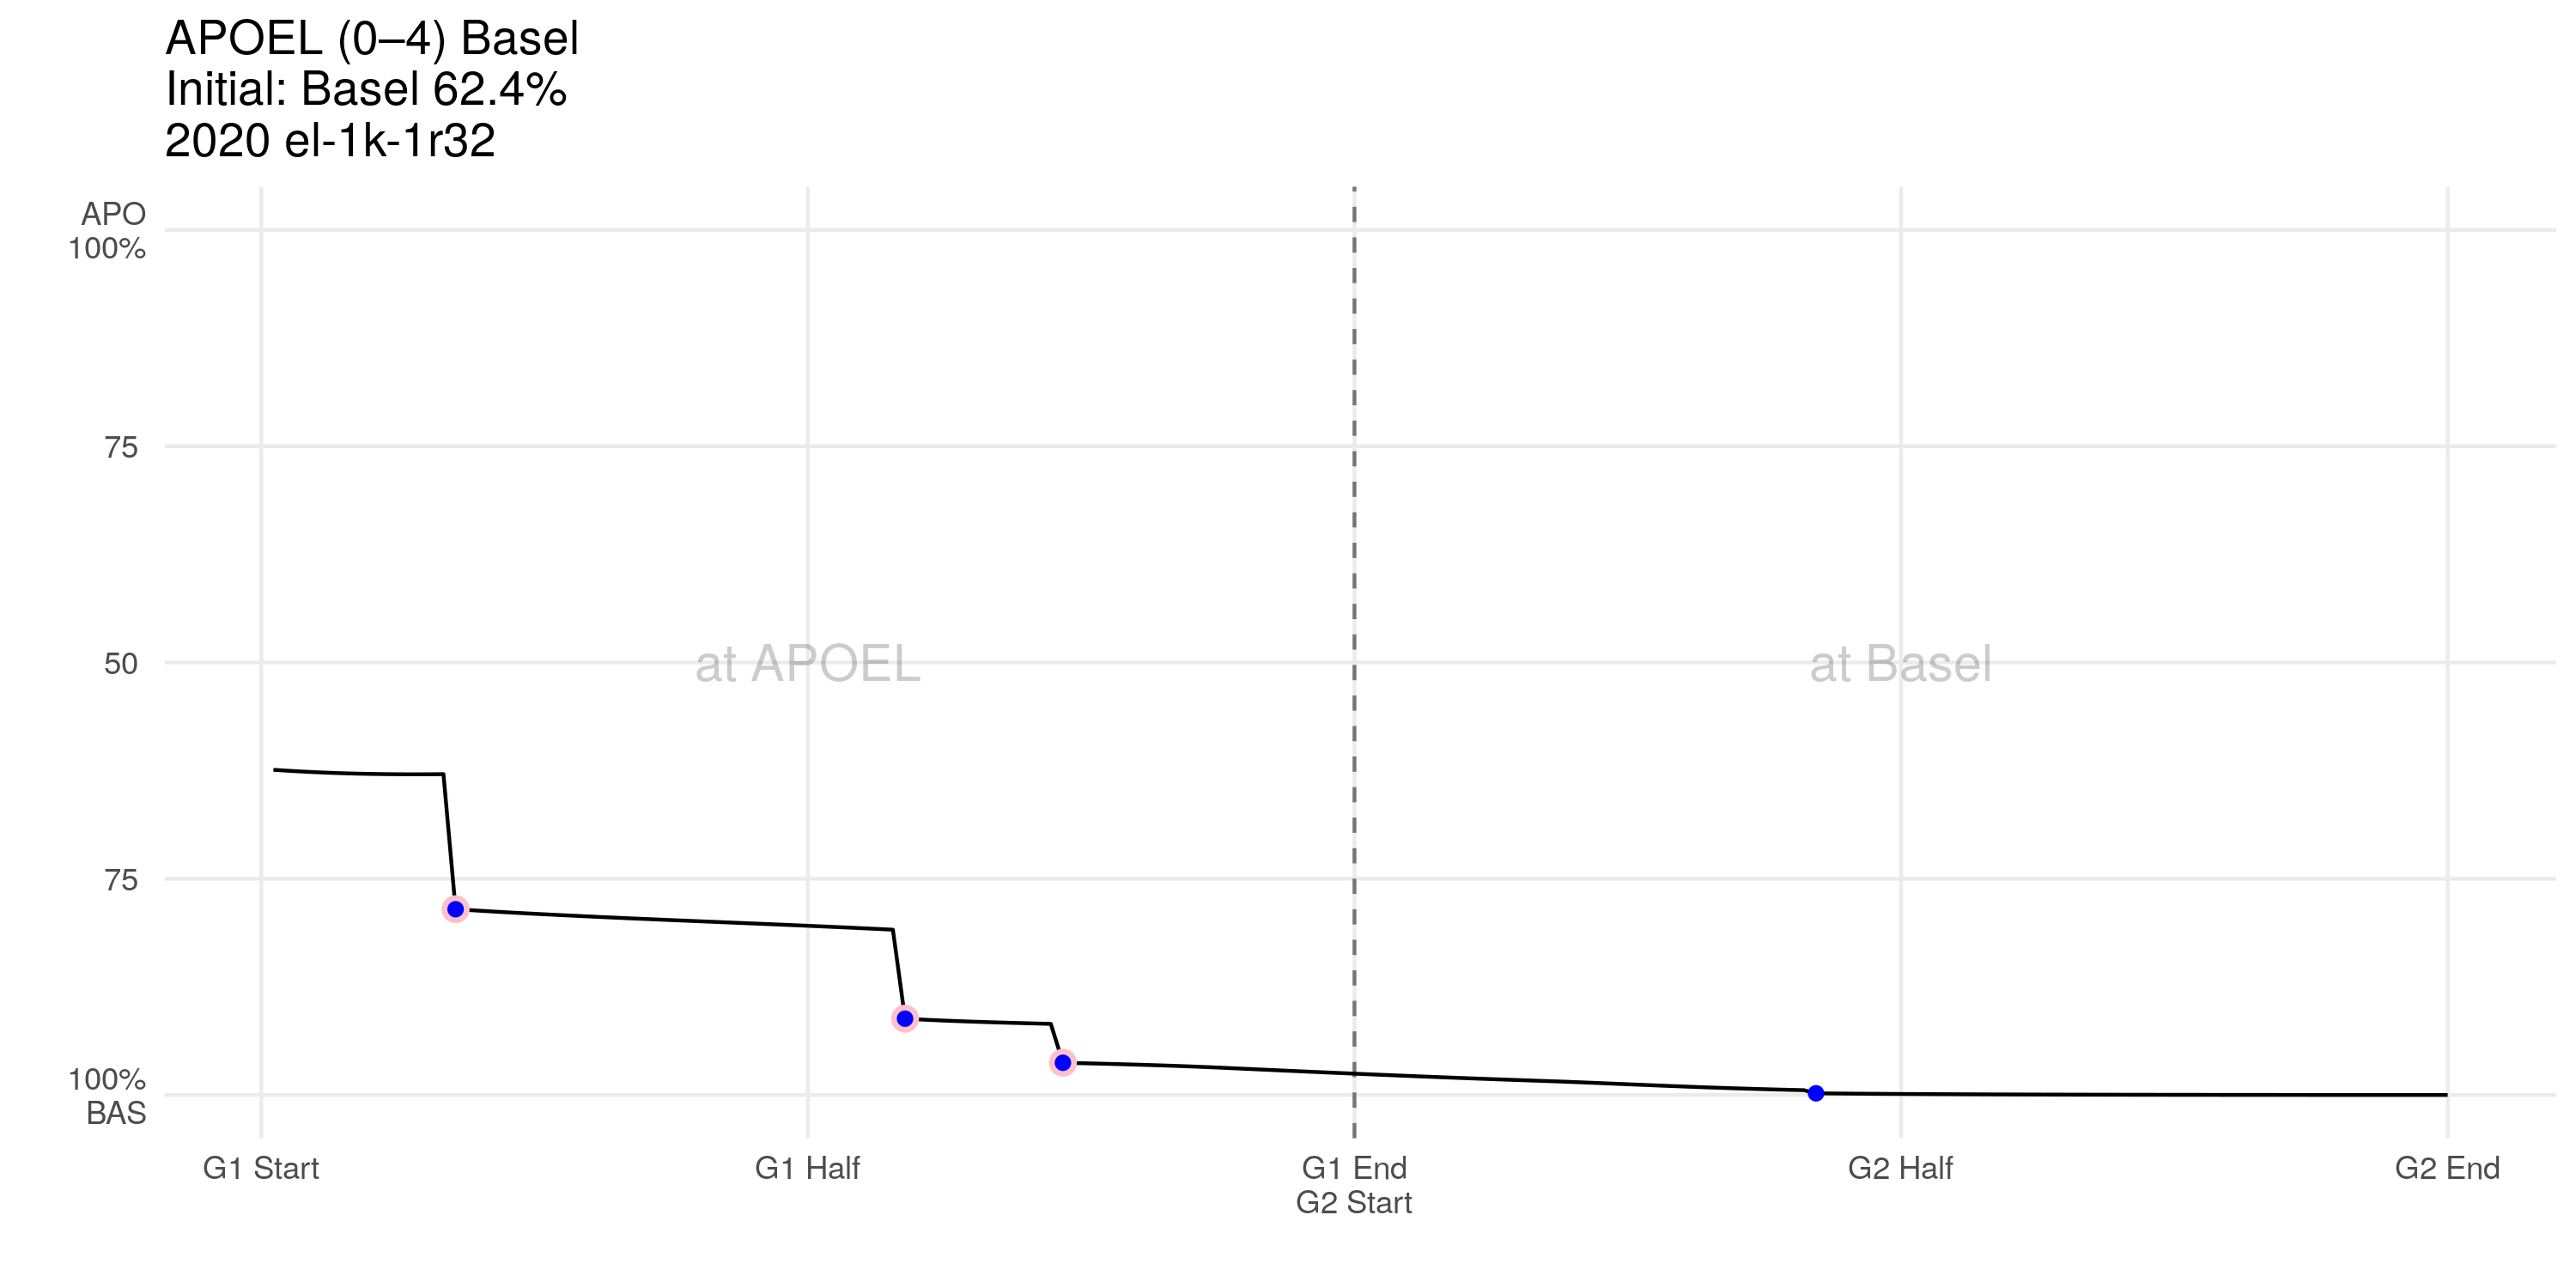 APOEL (0–4) Basel
Initial: Basel 62.4%
2020 el-1k-1r32
APO
100%
75
50
at APOEL
at Basel
75
100%
BAS
G1 Start
G1 Half
G1 End
G2 Start
G2 Half
G2 End